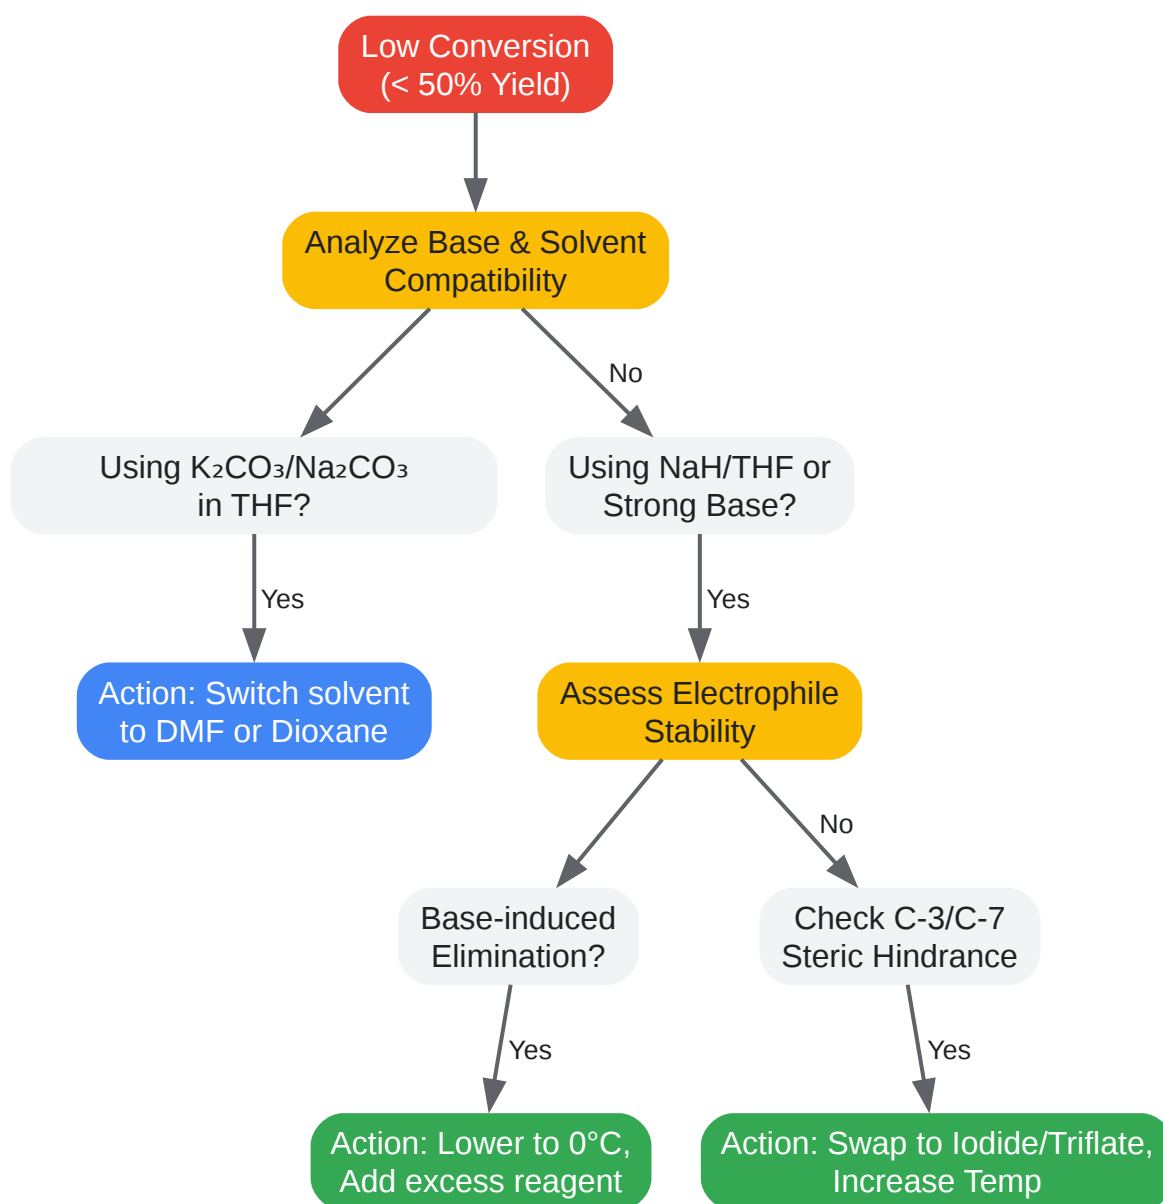 Low Conversion
(< 50% Yield)
Analyze Base & Solvent
Compatibility
No
Using K₂CO₃/Na₂CO₃
in THF?
Using NaH/THF or
Strong Base?
Yes
Yes
Action: Switch solvent
to DMF or Dioxane
Assess Electrophile
Stability
No
Base-induced
Elimination?
Check C-3/C-7
Steric Hindrance
Yes
Yes
Action: Lower to 0°C,
Add excess reagent
Action: Swap to Iodide/Triflate,
Increase Temp